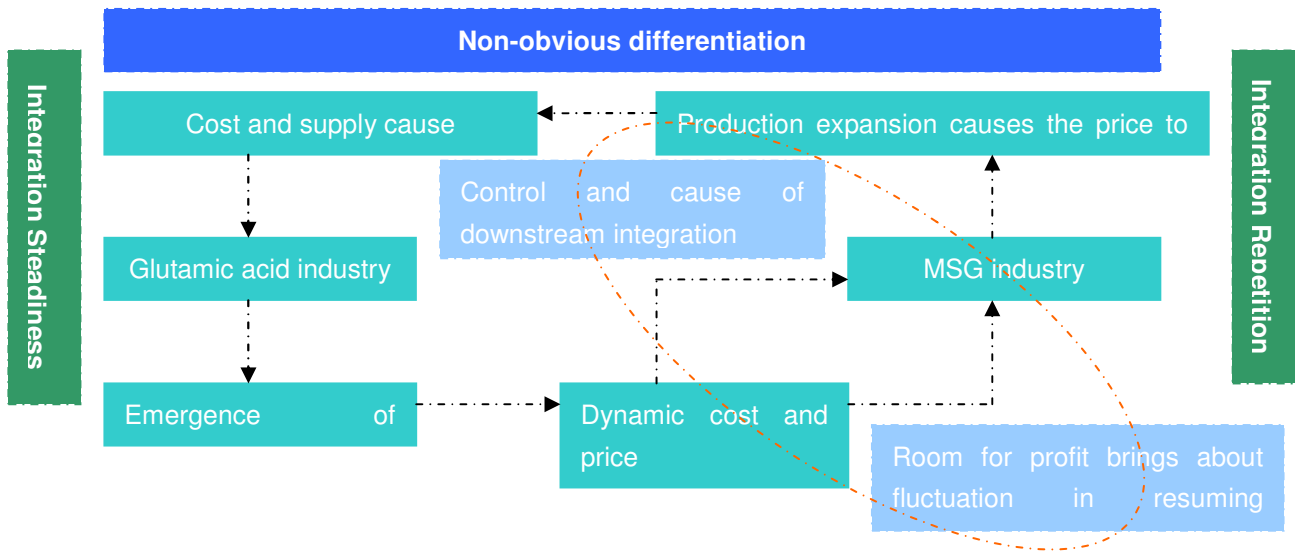 Non-obvious differentiation
Integration Steadiness
Integration Repetition
Cost and supply cause
Production expansion causes the price to
Control and cause of
downstream integration
Glutamic acid industry
MSG industry
Emergence of
Dynamic cost and
price
Room for profit brings about
fluctuation in resuming